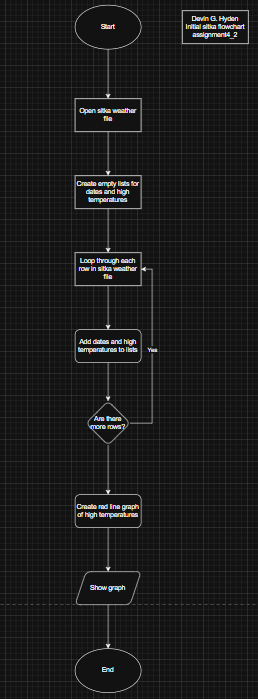 Start
Devin G. Hyden
Initial sitka flowchart
assignment4_2
Open sitka weather
file
Create empty lists for
dates and high
temperatures
Loop through each
row in sitka weather
file
Add dates and high
temperatures to lists
Yes
Are there
more rows?
Create red line graph
of high temperatures
Show graph
End